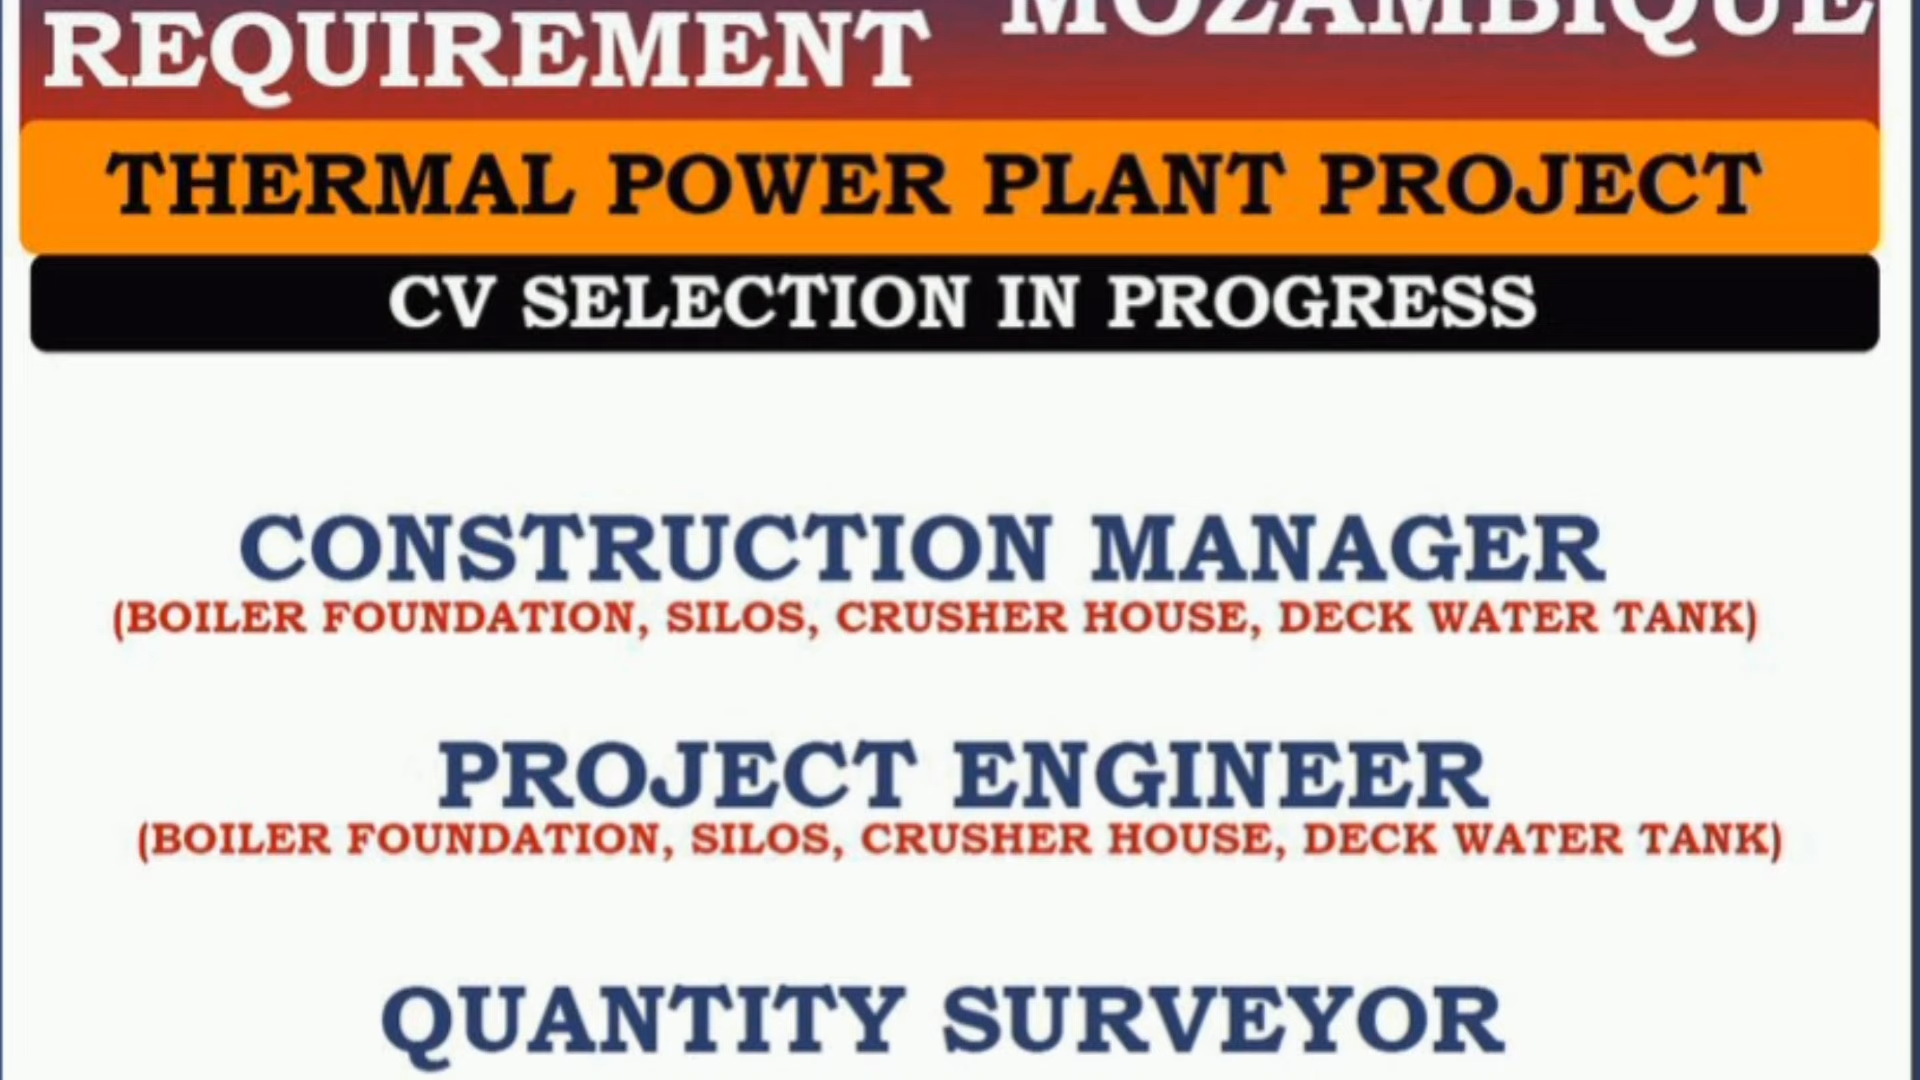 REQUIREMENT MOZAMBIQUE
THERMAL POWER PLANT PROJECT
CV SELECTION IN PROGRESS
CONSTRUCTION MANAGER
(BOILER FOUNDATION, SILOS, CRUSHER HOUSE, DECK WATER TANK)
PROJECT ENGINEER
(BOILER FOUNDATION, SILOS, CRUSHER HOUSE, DECK WATER TANK)
QUANTITY SURVEYOR